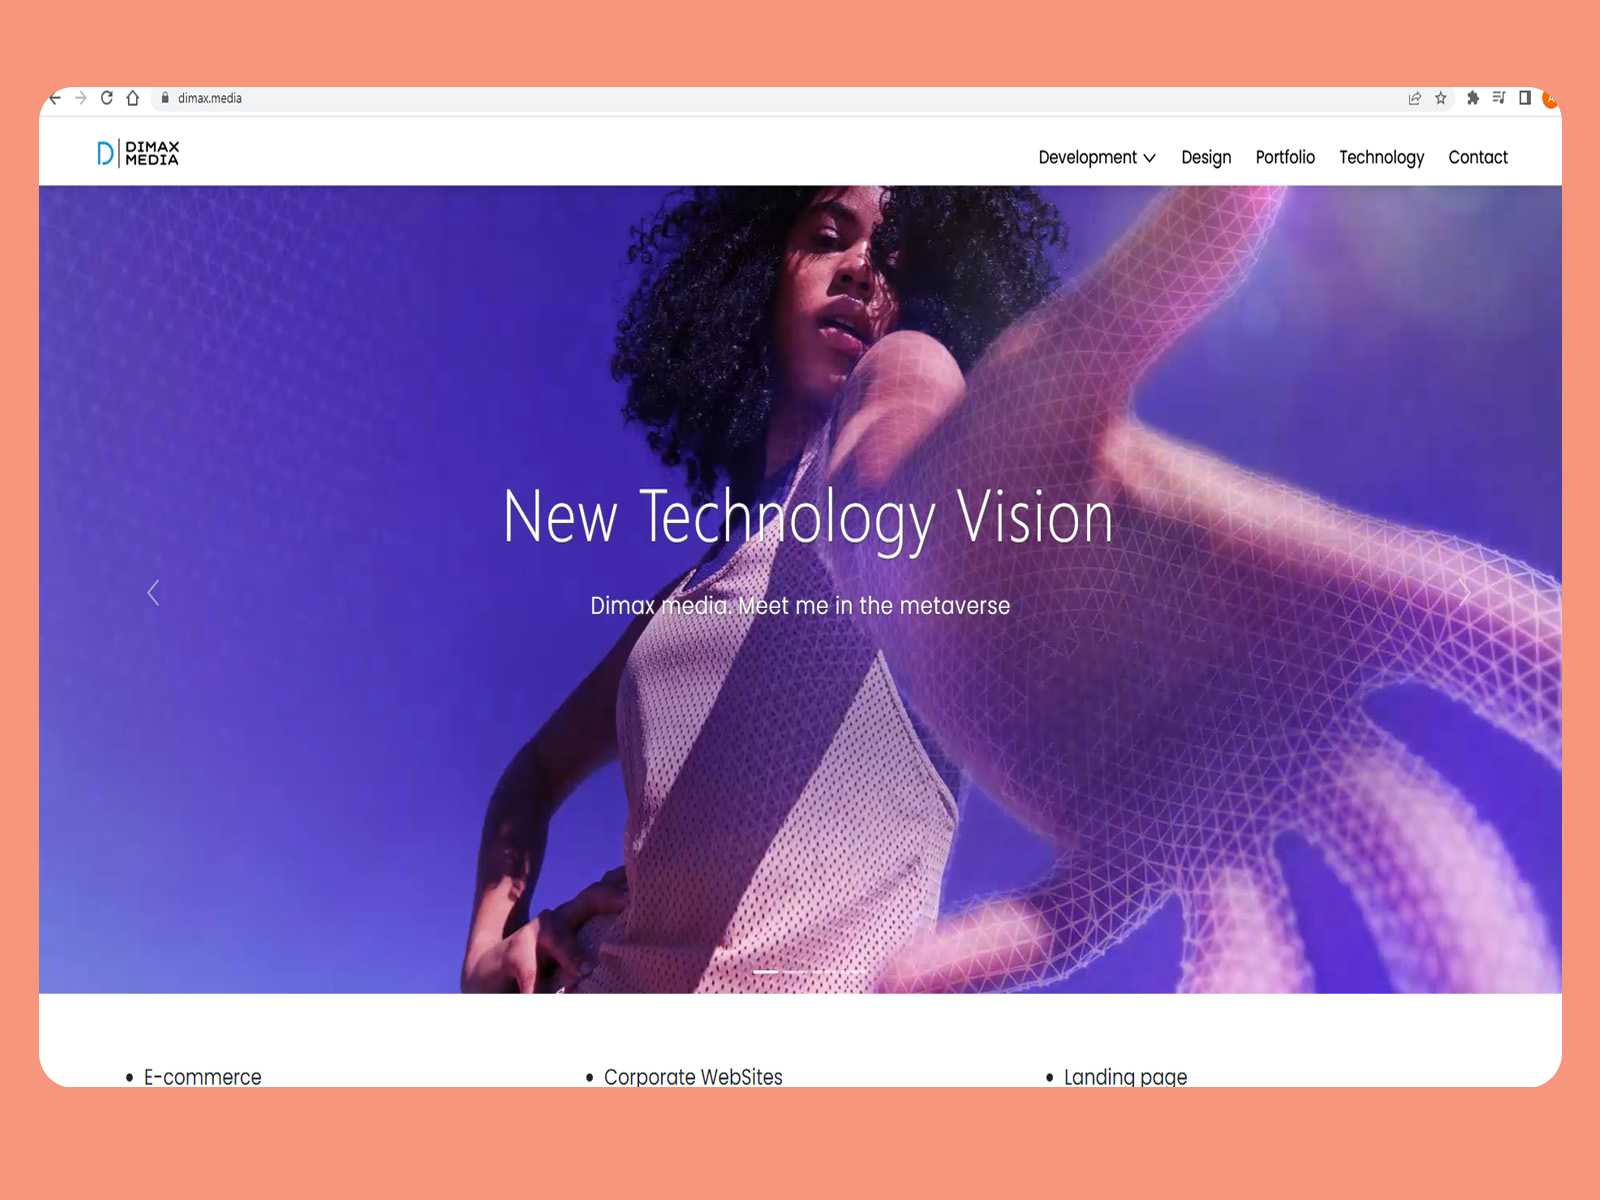 dimax.media
D DIMAX
MEDIA
Development Design Portfolio Technology Contact
New Technology Vision
Dimax media. Meet me in the metaverse
• E-commerce • Corporate WebSites • Landing page